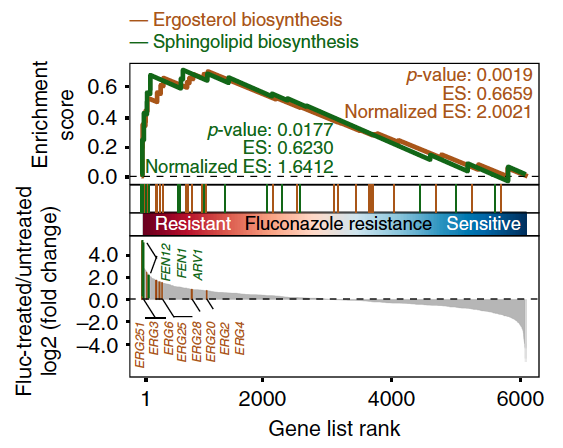 Ergosterol biosynthesis
Sphingolipid biosynthesis
Enrichment
score
0.6
0.4
0.2
0.0
p-value: 0.0019
ES: 0.6659
Normalized ES: 2.0021
p-value: 0.0177
ES: 0.6230
Normalized ES: 1.6412
Resistant Fluconazole resistance Sensitive
Fluc-treated/untreated
log2 (fold change)
4.0
2.0
0.0
−2.0
−4.0
FEN12
FEN1
ARV1
ERG251
ERG3
ERG6
ERG25
ERG28
ERG20
ERG2
ERG4
1 2000 4000 6000
Gene list rank